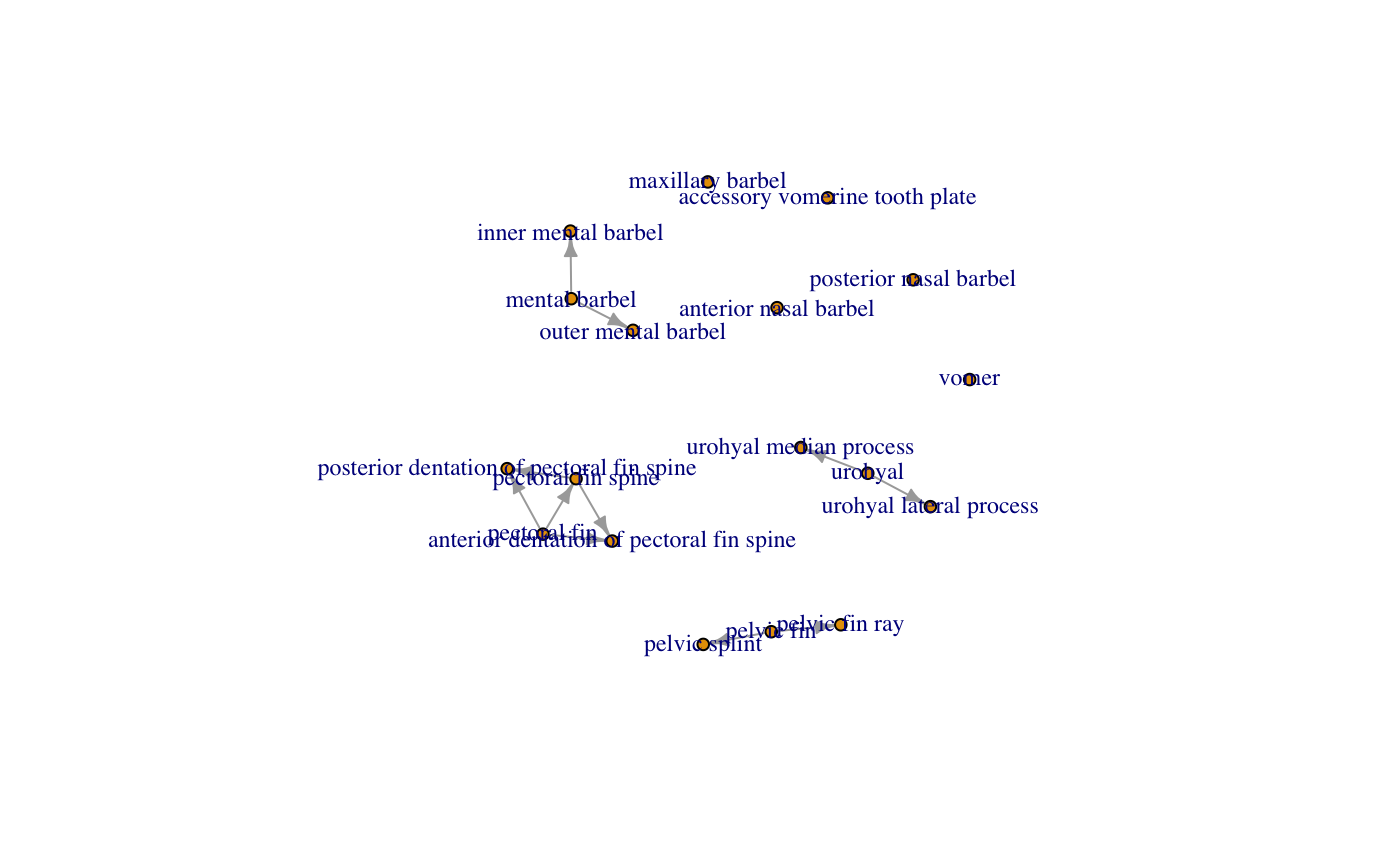 maxillary barbel
accessory vomerine tooth plate
inner mental barbel
posterior nasal barbel
mental barbel
anterior nasal barbel
outer mental barbel
vomer
urohyal median process
posterior dentation of pectoral fin spine
urohyal
pectoral fin spine
urohyal lateral process
pectoral fin
anterior dentation of pectoral fin spine
pelvic fin ray
pelvic fin
pelvic splint